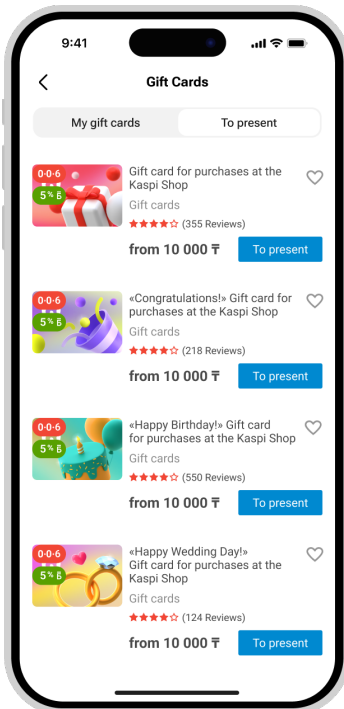 9:41
Gift Cards
My gift cards
To present
0·0·6
5% Б
Gift card for purchases at the
Kaspi Shop
Gift cards
(355 Reviews)
from 10 000 ₸
To present
0·0·6
5% Б
«Congratulations!» Gift card for
purchases at the Kaspi Shop
Gift cards
(218 Reviews)
from 10 000 ₸
To present
0·0·6
5% Б
«Happy Birthday!» Gift card
for purchases at the Kaspi Shop
Gift cards
(550 Reviews)
from 10 000 ₸
To present
0·0·6
5% Б
«Happy Wedding Day!»
Gift card for purchases at the
Kaspi Shop
Gift cards
(124 Reviews)
from 10 000 ₸
To present